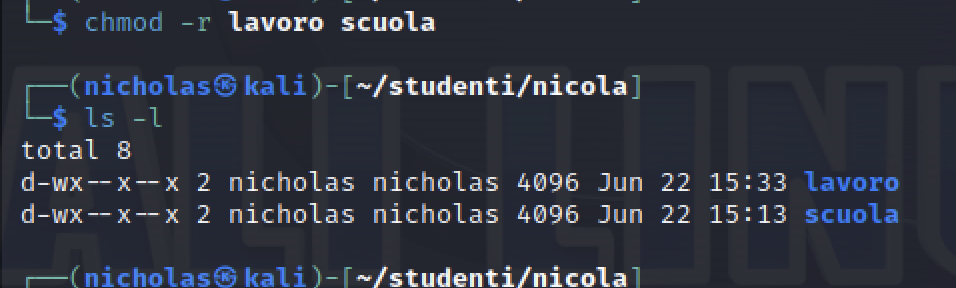 └─$ chmod -r lavoro scuola
┌──(nicholas㉿kali)-[~/studenti/nicola]
└─$ ls -l
total 8
d-wx--x--x 2 nicholas nicholas 4096 Jun 22 15:33 lavoro
d-wx--x--x 2 nicholas nicholas 4096 Jun 22 15:13 scuola
┌──(nicholas㉿kali)-[~/studenti/nicola]